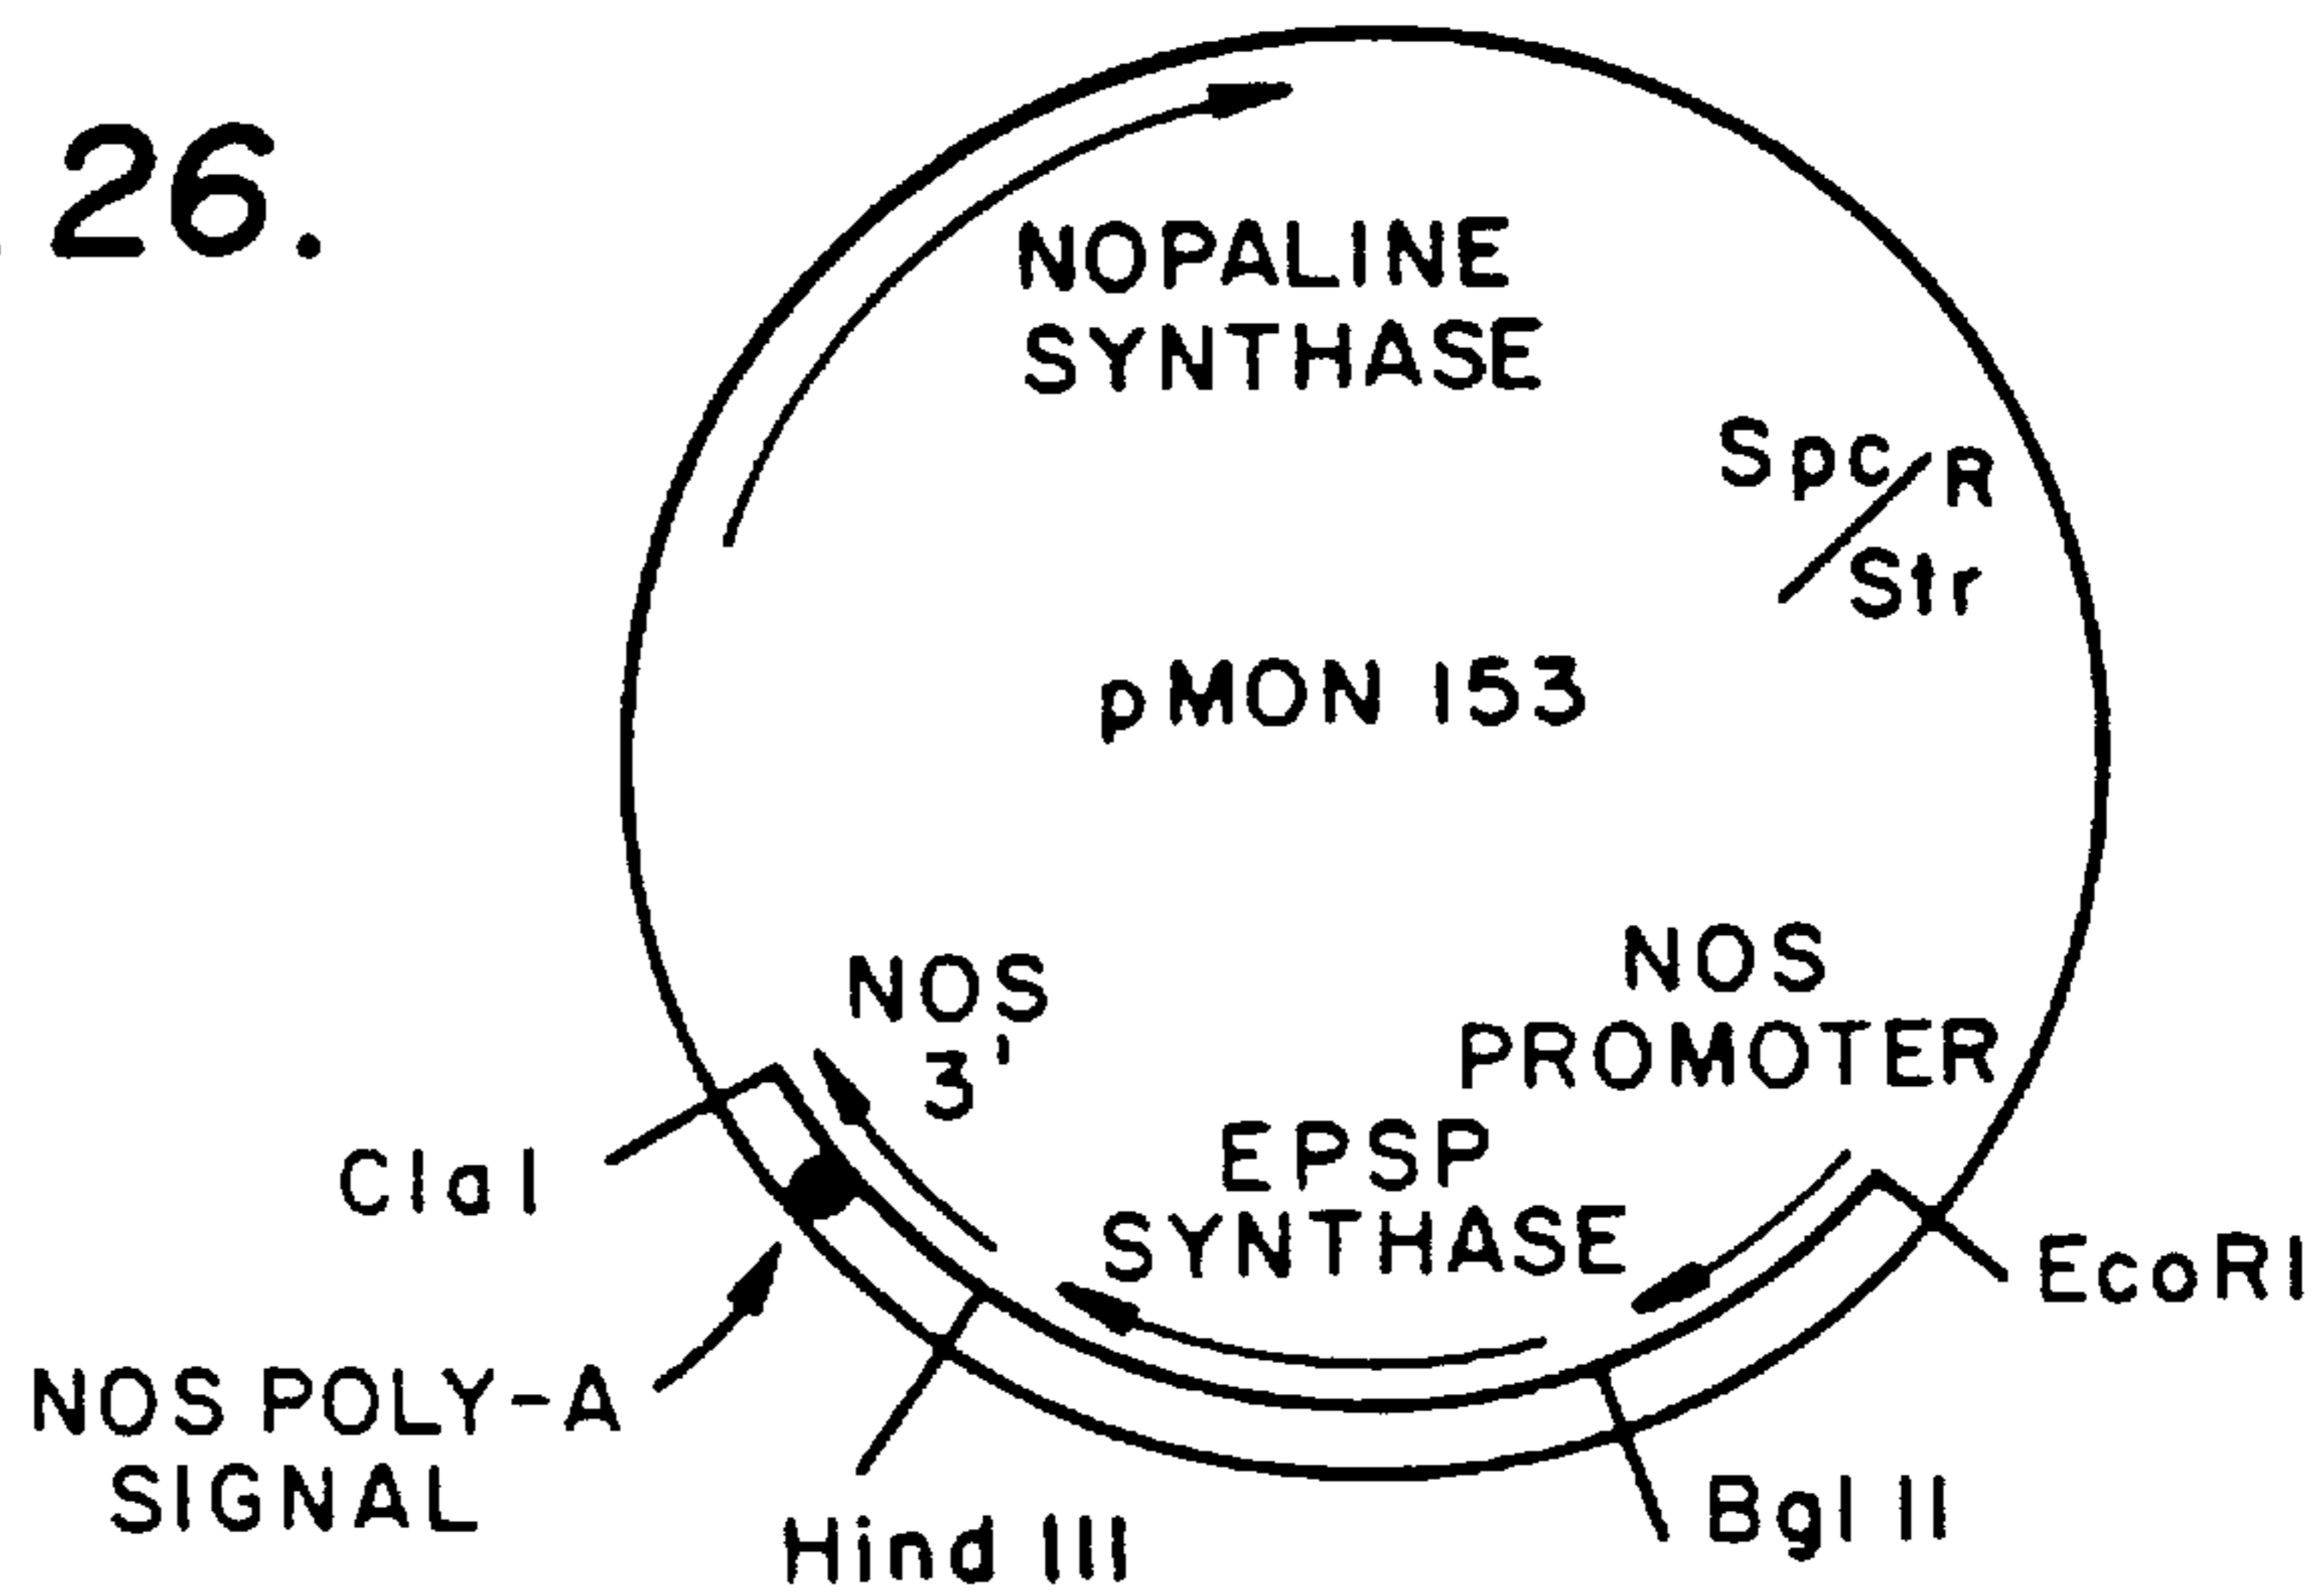 26.
NOPALINE
SYNTHASE
Spc/R
Str
pMON 153
NOS
3'
NOS
PROMOTER
EPSP
SYNTHASE
ClaI
EcoRI
NOS POLY-A
SIGNAL
Hind III
Bgl II